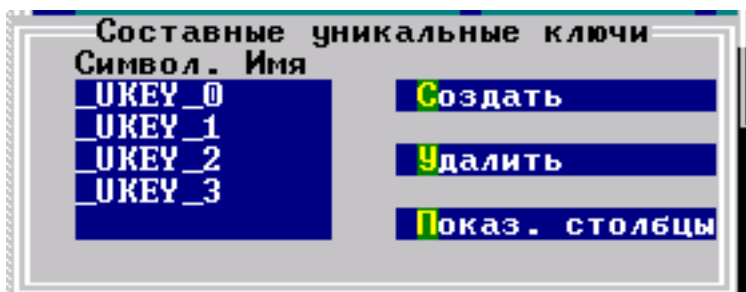 Составные уникальные ключи
Символ. Имя
_UKEY_0
_UKEY_1
_UKEY_2
_UKEY_3
Создать
Удалить
Показ. столбцы